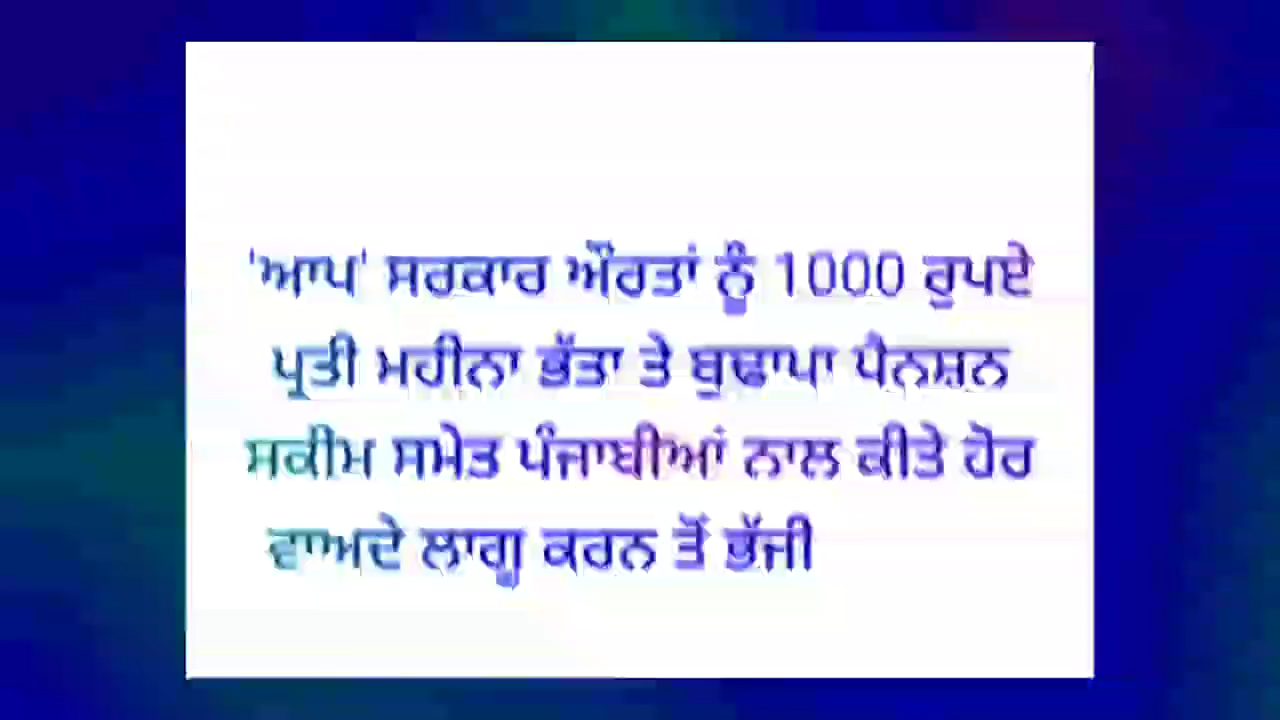 'ਆਪ' ਸਰਕਾਰ ਔਰਤਾਂ ਨੂੰ 1000 ਰੁਪਏ
ਪ੍ਰਤੀ ਮਹੀਨਾ ਭੱਤਾ ਤੇ ਬੁਢਾਪਾ ਪੈਨਸ਼ਨ
ਸਕੀਮ ਸਮੇਤ ਪੰਜਾਬੀਆਂ ਨਾਲ ਕੀਤੇ ਹੋਰ
ਵਾਅਦੇ ਲਾਗੂ ਕਰਨ ਤੋਂ ਭੱਜੀ